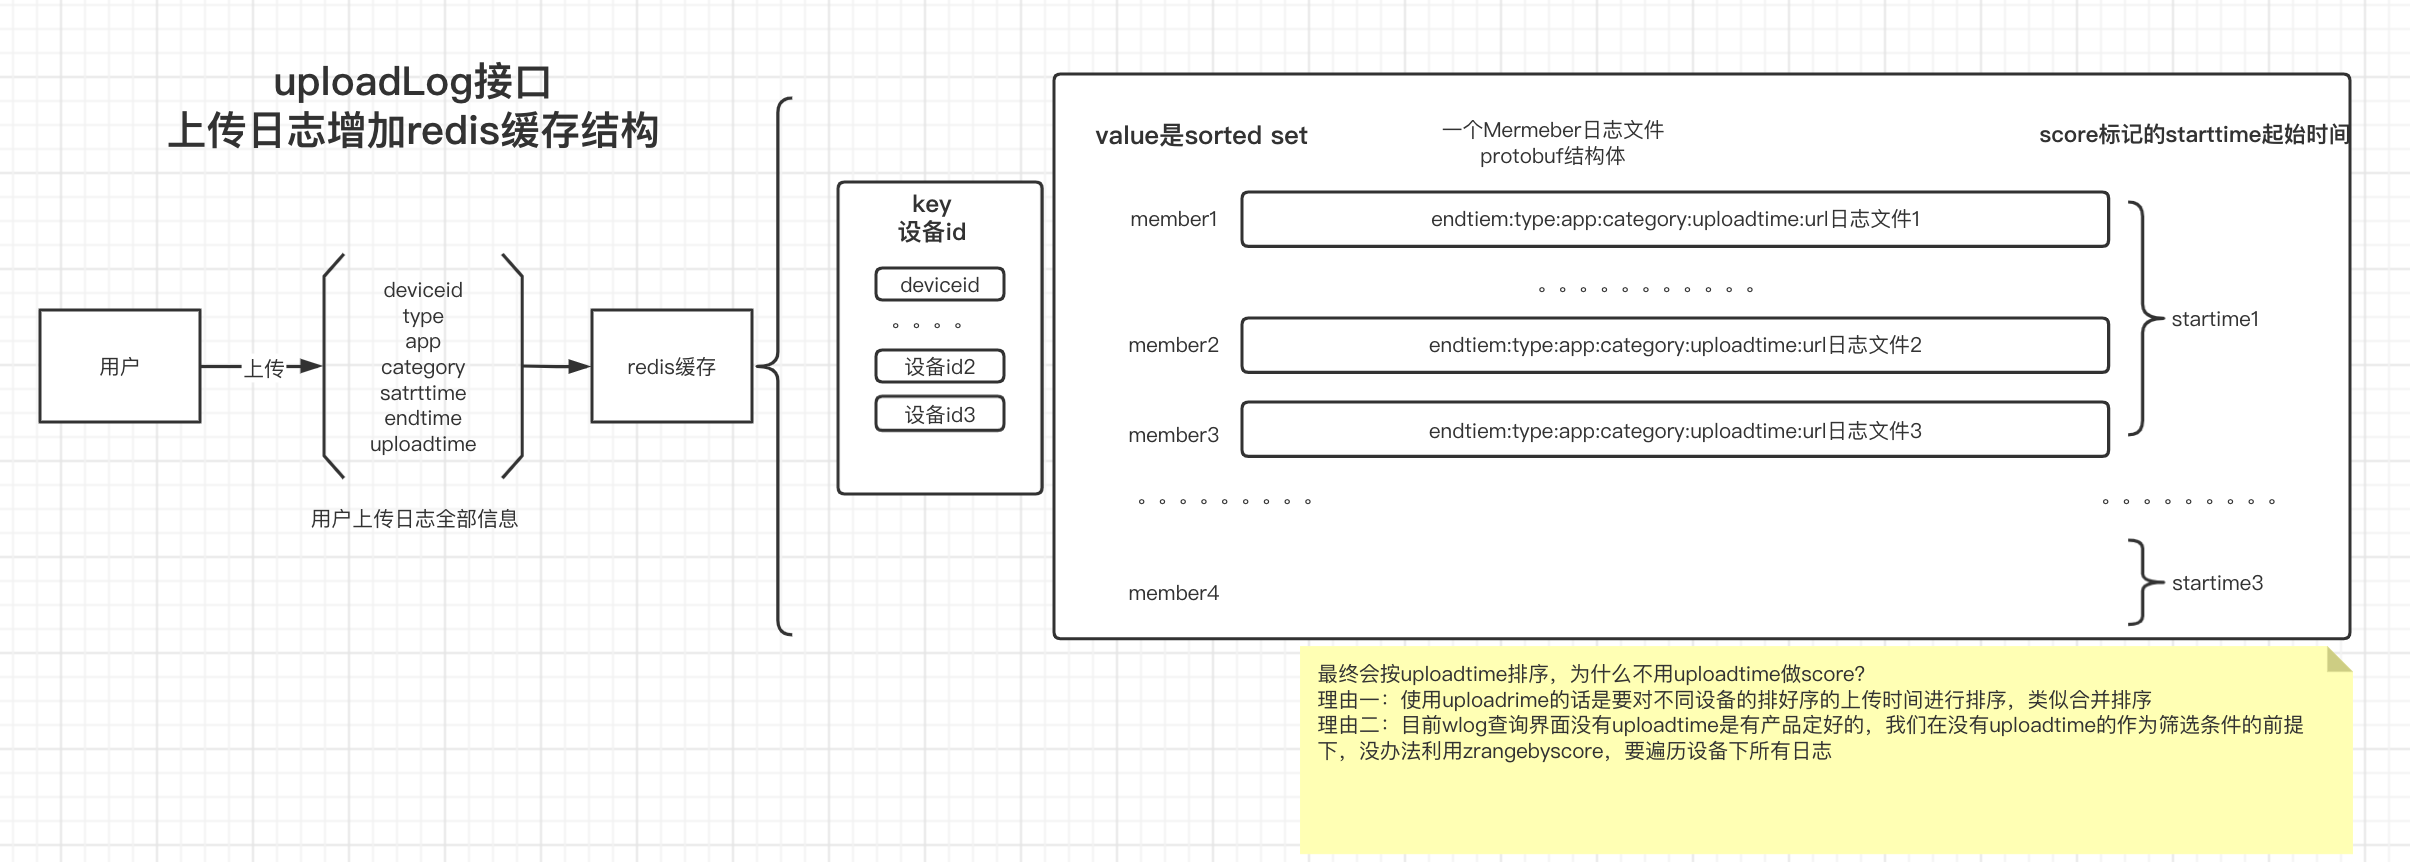 uploadLog接口
上传日志增加redis缓存结构
用户
上传
deviceid
type
app
category
satrttime
endtime
uploadtime
用户上传日志全部信息
redis缓存
key
设备id
deviceid
。。。。
设备id2
设备id3
value是sorted set
一个Mermeber日志文件
protobuf结构体
score标记的starttime起始时间
member1
endtiem:type:app:category:uploadtime:url日志文件1
。。。。。。。。。。。
member2
endtiem:type:app:category:uploadtime:url日志文件2
startime1
member3
endtiem:type:app:category:uploadtime:url日志文件3
。。。。。。。。。
。。。。。。。。。
member4
startime3
最终会按uploadtime排序，为什么不用uploadtime做score?
理由一：使用uploadrime的话是要对不同设备的排好序的上传时间进行排序，类似合并排序
理由二：目前wlog查询界面没有uploadtime是有产品定好的，我们在没有uploadtime的作为筛选条件的前提
下，没办法利用zrangebyscore，要遍历设备下所有日志